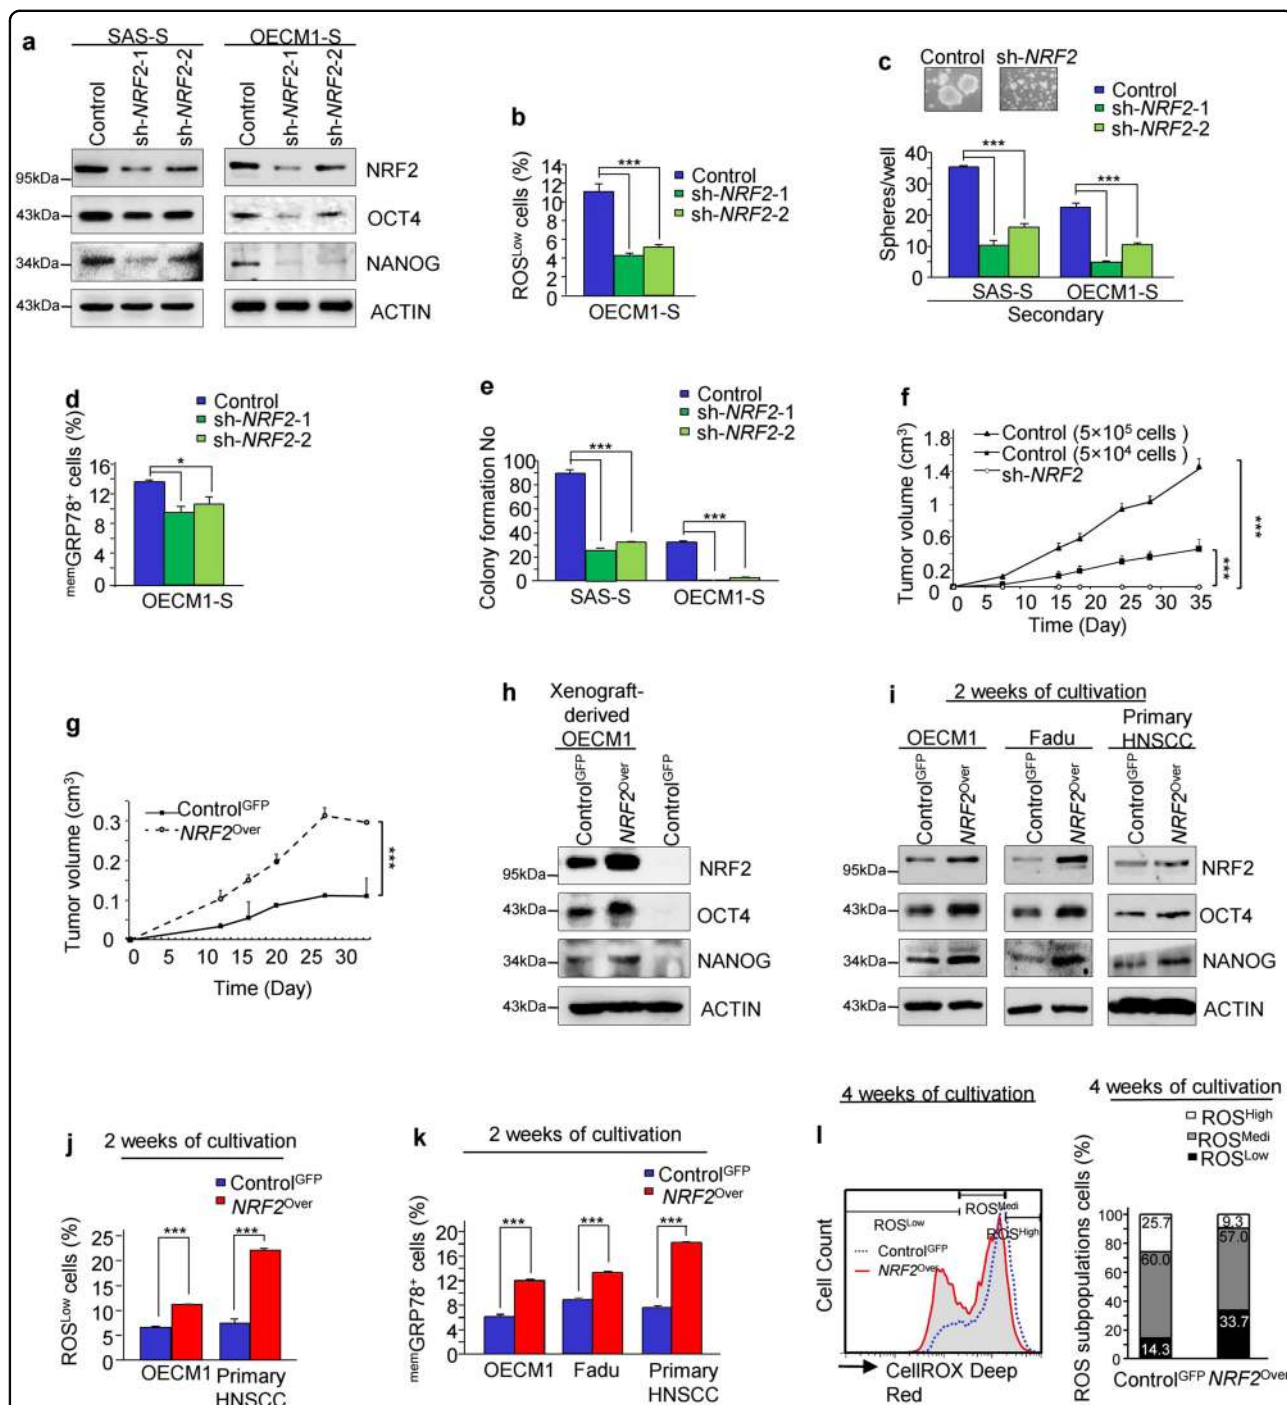 a
SAS-S OECM1-S
Control sh-NRF2-1 sh-NRF2-2 Control sh-NRF2-1 sh-NRF2-2
95kDa NRF2
43kDa OCT4
34kDa NANOG
43kDa ACTIN
b
Control
sh-NRF2-1
sh-NRF2-2
ROS^Low cells (%)
14
12
10
8
6
4
2
0
***
OECM1-S
c
Control sh-NRF2
Control
sh-NRF2-1
sh-NRF2-2
Spheres/well
40
30
20
10
0
***
***
SAS-S OECM1-S
Secondary
d
Control
sh-NRF2-1
sh-NRF2-2
memGRP78+ cells (%)
16
12
8
4
0
*
OECM1-S
e
Control
sh-NRF2-1
sh-NRF2-2
Colony formation No
100
80
60
40
20
0
***
***
SAS-S OECM1-S
f
Control (5×10⁵ cells )
Control (5×10⁴ cells )
sh-NRF2
Tumor volume (cm³)
1.8
1.4
1
0.6
0.2
0
0 5 10 15 20 25 30 35
Time (Day)
***
***
g
Control^GFP
NRF2^Over
Tumor volume (cm³)
0.3
0.2
0.1
0
0 5 10 15 20 25 30
Time (Day)
***
h
Xenograft-
derived
OECM1
Control^GFP NRF2^Over Control^GFP
95kDa NRF2
43kDa OCT4
34kDa NANOG
43kDa ACTIN
i
2 weeks of cultivation
OECM1 Fadu Primary
HNSCC
Control^GFP NRF2^Over Control^GFP NRF2^Over Control^GFP NRF2^Over
95kDa NRF2
43kDa OCT4
34kDa NANOG
43kDa ACTIN
j
2 weeks of cultivation
Control^GFP
NRF2^Over
ROS^Low cells (%)
25
20
15
10
5
0
***
***
OECM1 Primary
HNSCC
k
2 weeks of cultivation
Control^GFP
NRF2^Over
memGRP78+ cells (%)
20
16
12
8
4
0
***
***
***
OECM1 Fadu Primary
HNSCC
l
4 weeks of cultivation
ROS^Low
ROS^Medi
ROS^High
Control^GFP
NRF2^Over
Cell Count
CellROX Deep
Red
4 weeks of cultivation
ROS^High
ROS^Medi
ROS^Low
ROS subpopulations cells (%)
100
80
60
40
20
0
25.7 9.3
60.0 57.0
14.3 33.7
Control^GFP NRF2^Over